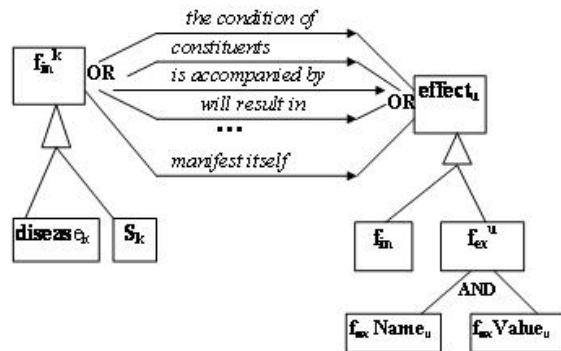 the condition of
constituents
is accompanied by
will result in
...
manifest itself
f_in^k
OR
OR
effect_u
disease_k
S_k
f_in
f_ex^u
AND
f_ex Name_u
f_ex Value_u